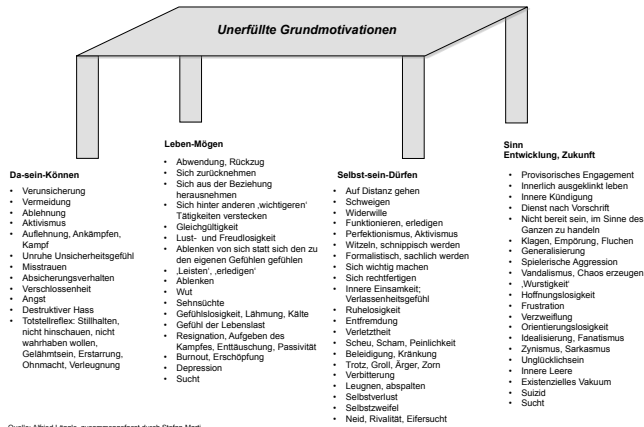 Unerfüllte Grundmotivationen
Da-sein-Können
• Verunsicherung
• Vermeidung
• Ablehnung
• Aktivismus
• Auflehnung, Ankämpfen,
Kampf
• Unruhe Unsicherheitsgefühl
• Misstrauen
• Absicherungsverhalten
• Verschlossenheit
• Angst
• Destruktiver Hass
• Totstellreflex: Stillhalten,
nicht hinschauen, nicht
wahrhaben wollen,
Gelähmtsein, Erstarrung,
Ohnmacht, Verleugnung
Leben-Mögen
• Abwendung, Rückzug
• Sich zurücknehmen
• Sich aus der Beziehung
herausnehmen
• Sich hinter anderen ‚wichtigeren'
Tätigkeiten verstecken
• Gleichgültigkeit
• Lust- und Freudlosigkeit
• Ablenken von sich statt sich den zu
den eigenen Gefühlen gefühlen
• ‚Leisten', ‚erledigen'
• Ablenken
• Wut
• Sehnsüchte
• Gefühlslosigkeit, Lähmung, Kälte
• Gefühl der Lebenslast
• Resignation, Aufgeben des
Kampfes, Enttäuschung, Passivität
• Burnout, Erschöpfung
• Depression
• Sucht
Selbst-sein-Dürfen
• Auf Distanz gehen
• Schweigen
• Widerwille
• Funktionieren, erledigen
• Perfektionismus, Aktivismus
• Witzeln, schnippisch werden
• Formalistisch, sachlich werden
• Sich wichtig machen
• Sich rechtfertigen
• Innere Einsamkeit;
Verlassenheitsgefühl
• Ruhelosigkeit
• Entfremdung
• Verletztheit
• Scheu, Scham, Peinlichkeit
• Beleidigung, Kränkung
• Trotz, Groll, Ärger, Zorn
• Verbitterung
• Leugnen, abspalten
• Selbstverlust
• Selbstzweifel
• Neid, Rivalität, Eifersucht
Sinn
Entwicklung, Zukunft
• Provisorisches Engagement
• Innerlich ausgeklinkt leben
• Innere Kündigung
• Dienst nach Vorschrift
• Nicht bereit sein, im Sinne des
Ganzen zu handeln
• Klagen, Empörung, Fluchen
• Generalisierung
• Spielerische Aggression
• Vandalismus, Chaos erzeugen
• ‚Wurstigkeit'
• Hoffnungslosigkeit
• Frustration
• Verzweiflung
• Orientierungslosigkeit
• Idealisierung, Fanatismus
• Zynismus, Sarkasmus
• Unglücklichsein
• Innere Leere
• Existenzielles Vakuum
• Suizid
• Sucht